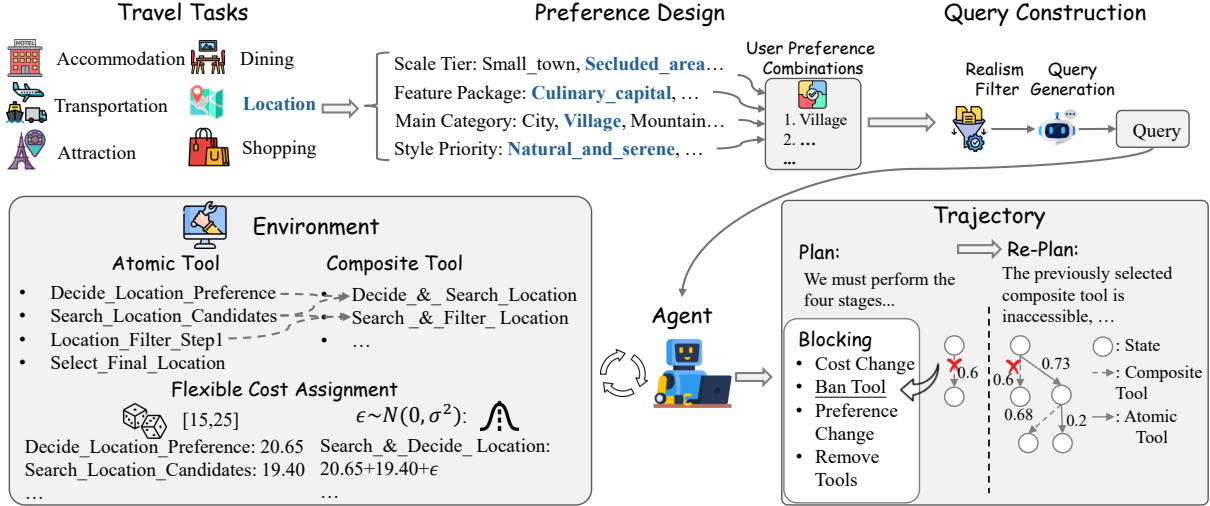 Travel Tasks
Preference Design
Query Construction
HOTEL
Accommodation
Dining
Transportation
Location
Attraction
Shopping
Scale Tier: Small_town, Secluded_area…
Feature Package: Culinary_capital, …
Main Category: City, Village, Mountain…
Style Priority: Natural_and_serene, …
User Preference
Combinations
1. Village
2. …
...
Realism
Filter
Query
Generation
Query
Environment
Atomic Tool
• Decide_Location_Preference
• Search_Location_Candidates
• Location_Filter_Step1
• Select_Final_Location
Composite Tool
• Decide_&_ Search_Location
• Search _&_Filter_Location
• …
Flexible Cost Assignment
[15,25]
ϵ~N(0, σ²):
Decide_Location_Preference: 20.65
Search_Location_Candidates: 19.40
…
Search_&_Decide_ Location:
20.65+19.40+ϵ
…
Agent
Trajectory
Plan:
We must perform the
four stages...
Re-Plan:
The previously selected
composite tool is
inaccessible, …
Blocking
• Cost Change
• Ban Tool
• Preference
Change
• Remove
Tools
0.6
0.6
0.73
0.68
0.2
: State
: Composite
Tool
: Atomic
Tool